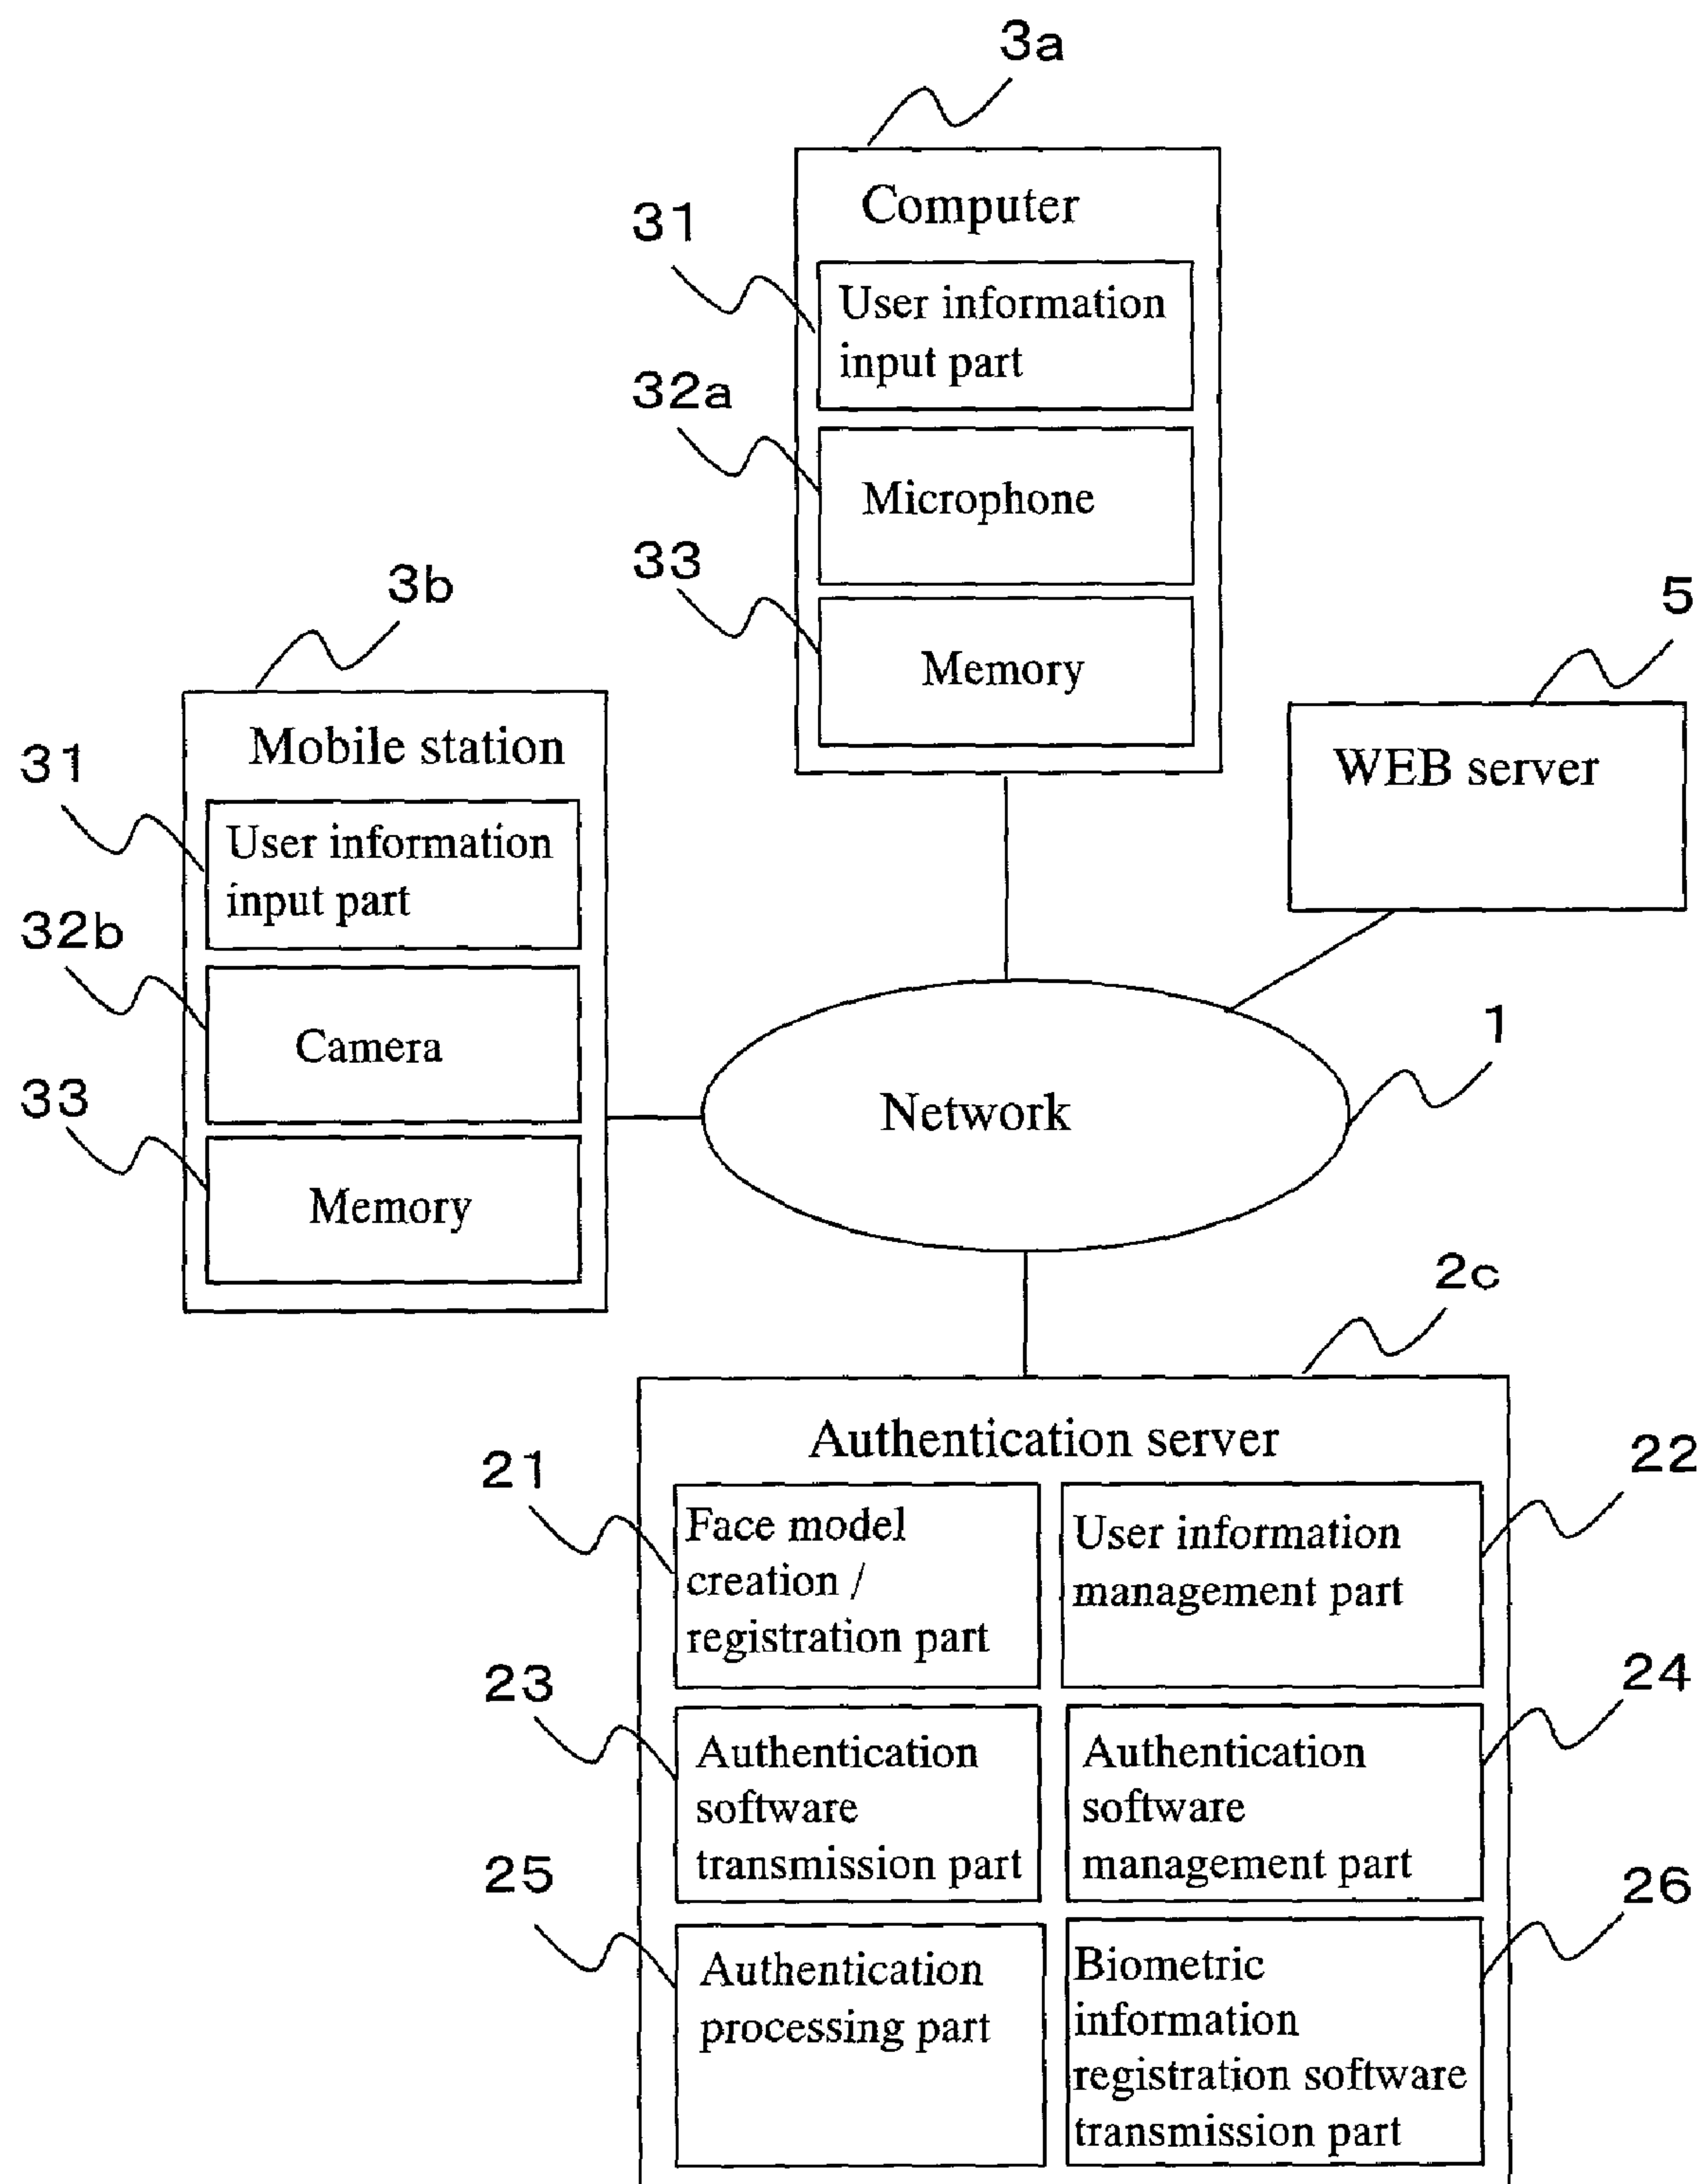 3a
Computer
31
User information
input part
32a
Microphone
33
Memory
3b
Mobile station
31
User information
input part
32b
Camera
33
Memory
5
WEB server
Network
1
2c
Authentication server
21
Face model
creation /
registration part
22
User information
management part
23
Authentication
software
transmission part
24
Authentication
software
management part
25
Authentication
processing part
26
Biometric
information
registration software
transmission part